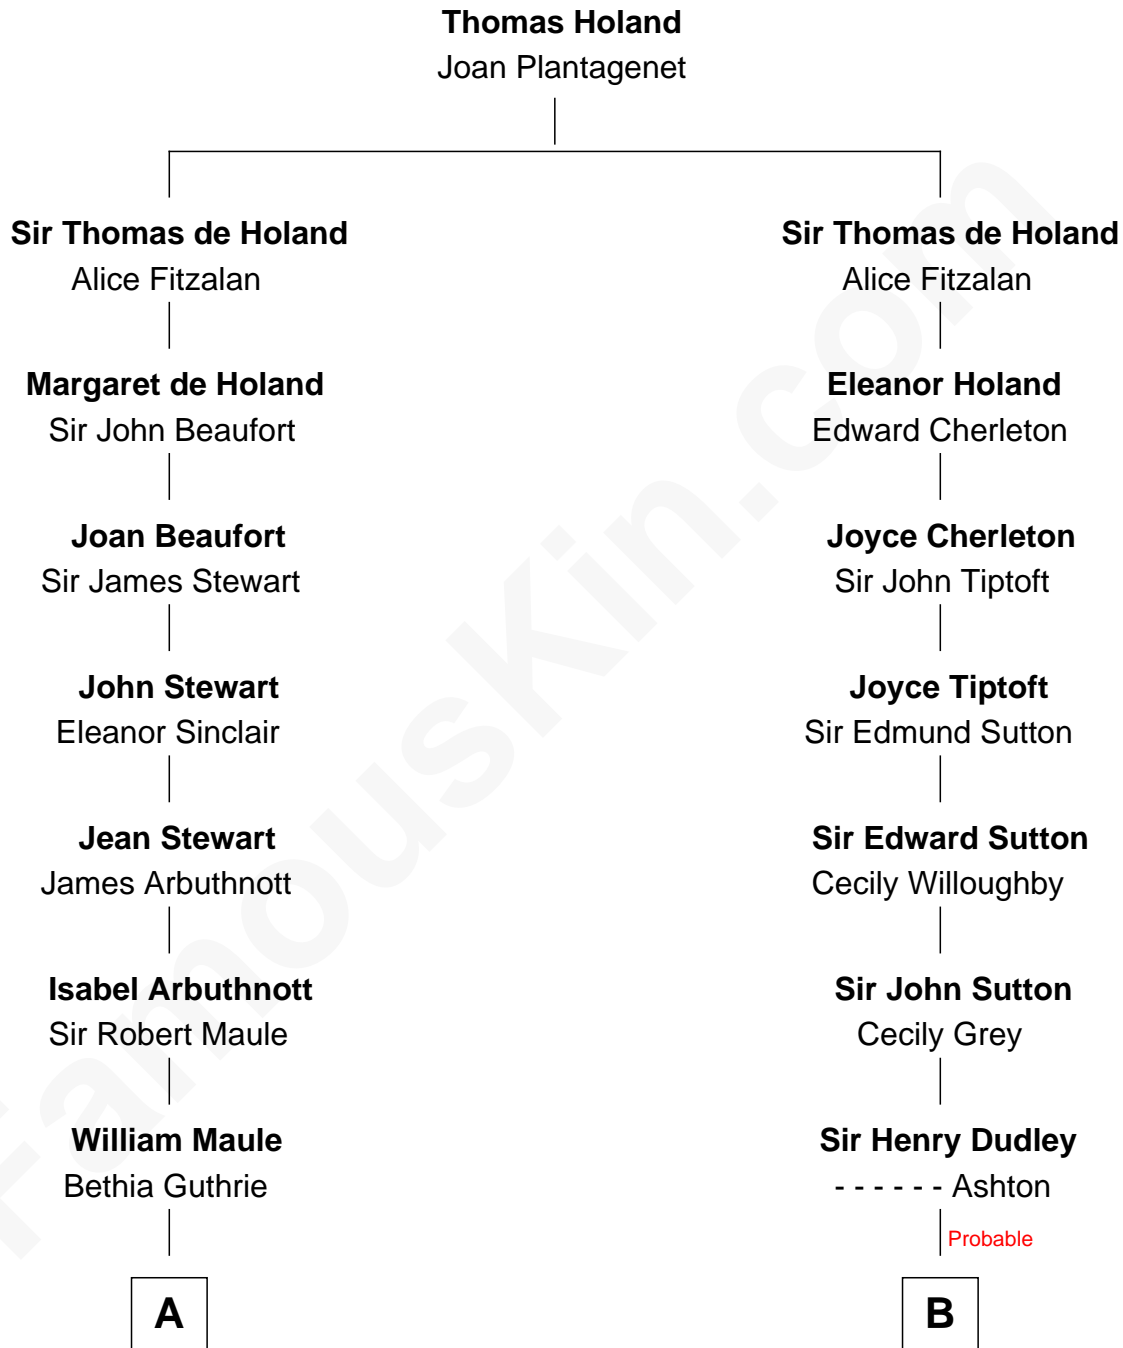 Thomas Holand
Joan Plantagenet
Sir Thomas de Holand
Alice Fitzalan
Sir Thomas de Holand
Alice Fitzalan
Margaret de Holand
Sir John Beaufort
Eleanor Holand
Edward Cherleton
Joan Beaufort
Sir James Stewart
Joyce Cherleton
Sir John Tiptoft
John Stewart
Eleanor Sinclair
Joyce Tiptoft
Sir Edmund Sutton
Jean Stewart
James Arbuthnott
Sir Edward Sutton
Cecily Willoughby
Isabel Arbuthnott
Sir Robert Maule
Sir John Sutton
Cecily Grey
William Maule
Bethia Guthrie
Sir Henry Dudley
- - - - - - Ashton
Probable
A
B
FamousKin.com